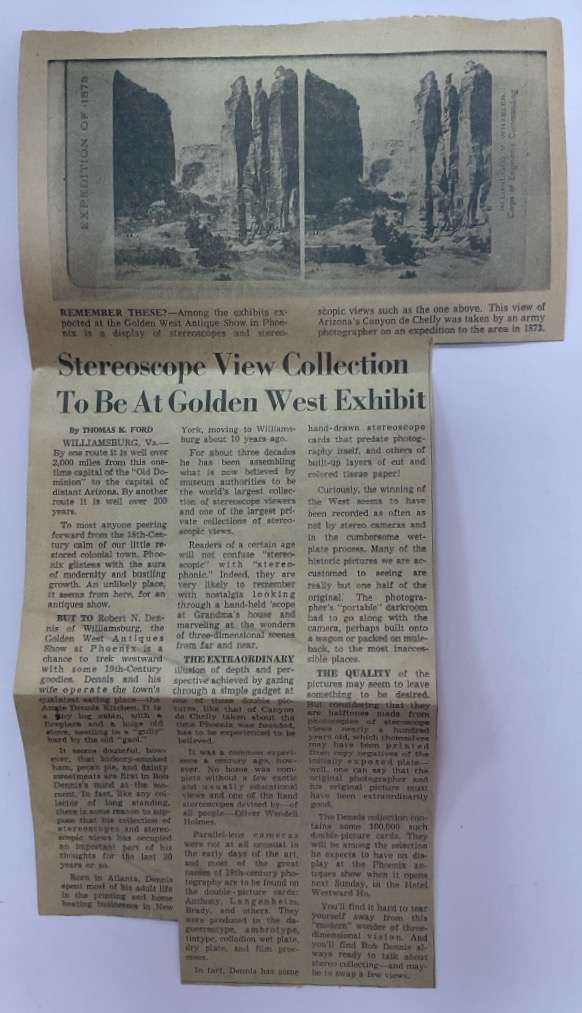 EXPEDITION OF 1873
Corps of Engineers Commanding
REMEMBER THESE?—Among the exhibits ex-
pected at the Golden West Antique Show in Phoe-
nix is a display of stereoscopes and stereo-
scopic views such as the one above. This view of
Arizona's Canyon de Chelly was taken by an army
photographer on an expedition to the area in 1873.
Stereoscope View Collection
To Be At Golden West Exhibit
By THOMAS K. FORD
WILLIAMSBURG, Va.—
By one route it is well over
2,000 miles from this one-
time capital of the "Old Do-
minion" to the capital of
distant Arizona. By another
route it is well over 200
years.
To most anyone peering
forward from the 18th-Cen-
tury calm of our little re-
stored colonial town, Phoe-
nix glistens with the aura
of modernity and bustling
growth. An unlikely place,
it seems from here, for an
antiques show.
BUT TO Robert N. Den-
nis of Williamsburg, the
Golden West Antiques
Show at Phoenix is a
chance to trek westward
with some 19th-Century
goodies. Dennis and his
wife operate the town's
quaintest eating place—the
Amgie Dennis Kitchen. It is
a tiny log cabin, with a
fireplace and a huge old
stove, nestling in a "gully"
hard by the old "gaol."
It seems doubtful, how-
ever, that hickory-smoked
ham, pecan pie, and dainty
sweetmeats are first in Bob
Dennis's mind at the mo-
ment. In fact, like any col-
lector of long standing,
there is some reason to sup-
pose that his collection of
stereoscopes and stereo-
scopic views has occupied
an important part of his
thoughts for the last 30
years or so.
Born in Atlanta, Dennis
spent most of his adult life
in the printing and home
heating businesses in New
York, moving to Williams-
burg about 10 years ago.
For about three decades
he has been assembling
what is now believed by
museum authorities to be
the world's largest collec-
tion of stereoscope viewers
and one of the largest pri-
vate collections of stereo-
scopic views.
Readers of a certain age
will not confuse "stereo-
scopic" with "stereo-
phonic." Indeed, they are
very likely to remember
with nostalgia looking
through a hand-held 'scope
at Grandma's house and
marveling at the wonders
of three-dimensional scenes
from far and near.
THE EXTRAORDINARY
illusion of depth and per-
spective achieved by gazing
through a simple gadget at
one of these double pic-
tures, like that of Canyon
de Chelly taken about the
time Phoenix was founded,
has to be experienced to be
believed.
It was a common experi-
ence a century ago, how-
ever. No home was com-
plete without a few exotic
and usually educational
views and one of the hand
stereoscopes devised by—of
all people—Oliver Wendell
Holmes.
Parallel-lens cameras
were not at all unusual in
the early days of the art,
and most of the great
names of 19th-century pho-
tography are to be found on
the double-picture cards:
Anthony, Langenheim,
Brady, and others. They
were produced in the da-
guerreotype, ambrotype,
tintype, collodion wet plate,
dry plate, and film proc-
esses.
In fact, Dennis has some
hand-drawn stereoscope
cards that predate photog-
raphy itself, and others of
built-up layers of cut and
colored tissue paper!
Curiously, the winning of
the West seems to have
been recorded as often as
not by stereo cameras and
in the cumbersome wet-
plate process. Many of the
historic pictures we are ac-
customed to seeing are
really but one half of the
original. The photogra-
pher's "portable" darkroom
had to go along with the
camera, perhaps built onto
a wagon or packed on mule-
back, to the most inacces-
sible places.
THE QUALITY of the
pictures may seem to leave
something to be desired.
But considering that they
are halftones made from
photocopies of stereoscope
views nearly a hundred
years old, which themselves
may have been printed
from copy negatives of the
initially exposed plate—
well, one can say that the
original photographer and
his original picture must
have been extraordinarily
good.
The Dennis collection con-
tains some 100,000 such
double-picture cards. They
will be among the selection
he expects to have on dis-
play at the Phoenix an-
tiques show when it opens
next Sunday, in the Hotel
Westward Ho.
You'll find it hard to tear
yourself away from this
"modern" wonder of three-
dimensional vision. And
you'll find Bob Dennis al-
ways ready to talk about
stereo collecting—and may-
be to swap a few views.